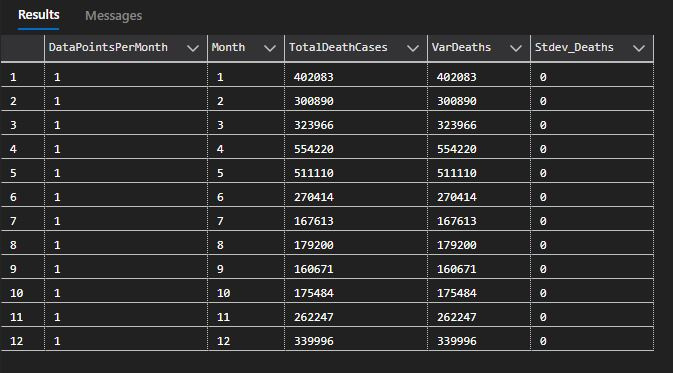 Results Messages
DataPointsPerMonth Month TotalDeathCases VarDeaths Stdev_Deaths
1 1 1 402083 402083 0
2 1 2 300890 300890 0
3 1 3 323966 323966 0
4 1 4 554220 554220 0
5 1 5 511110 511110 0
6 1 6 270414 270414 0
7 1 7 167613 167613 0
8 1 8 179200 179200 0
9 1 9 160671 160671 0
10 1 10 175484 175484 0
11 1 11 262247 262247 0
12 1 12 339996 339996 0